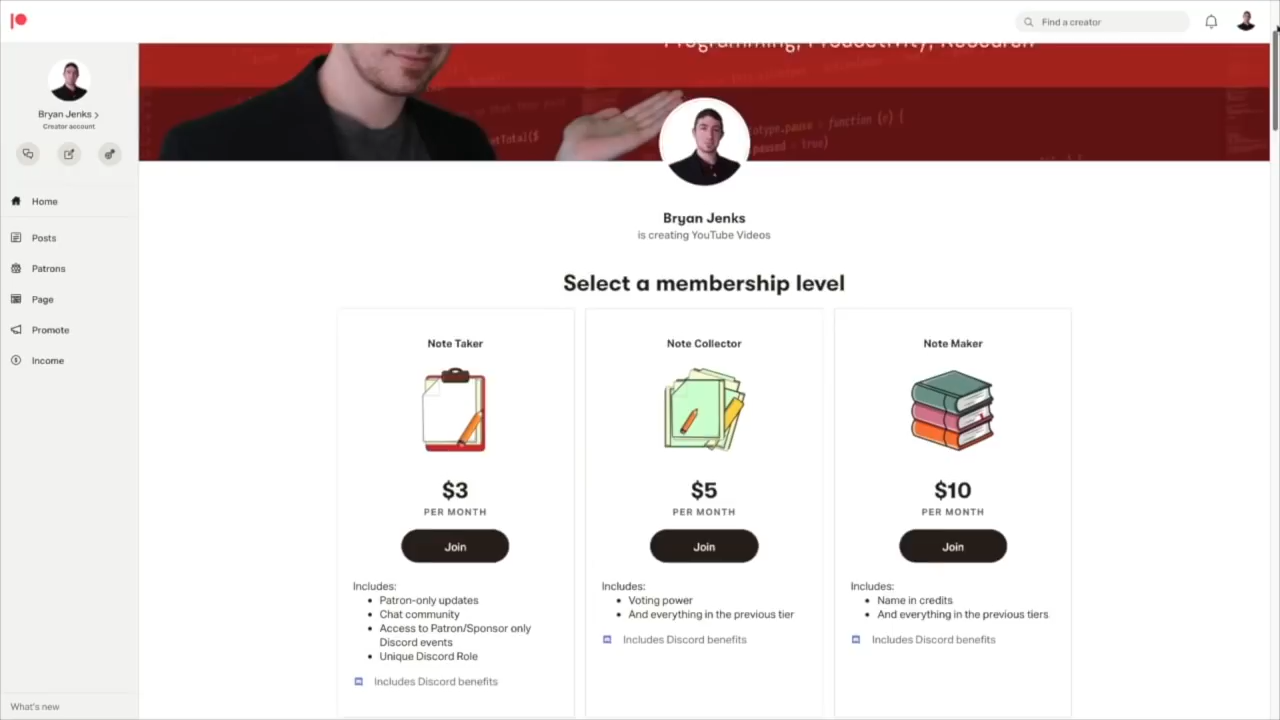 Find a creator
Programming, Productivity, Research
Bryan Jenks
Creator account
Home
Posts
Patrons
Page
Promote
Income
What's new
Bryan Jenks
is creating YouTube Videos
Select a membership level
Note Taker
$3
PER MONTH
Join
Includes:
Patron-only updates
Chat community
Access to Patron/Sponsor only
Discord events
Unique Discord Role
Includes Discord benefits
Note Collector
$5
PER MONTH
Join
Includes:
Voting power
And everything in the previous tier
Includes Discord benefits
Note Maker
$10
PER MONTH
Join
Includes:
Name in credits
And everything in the previous tiers
Includes Discord benefits